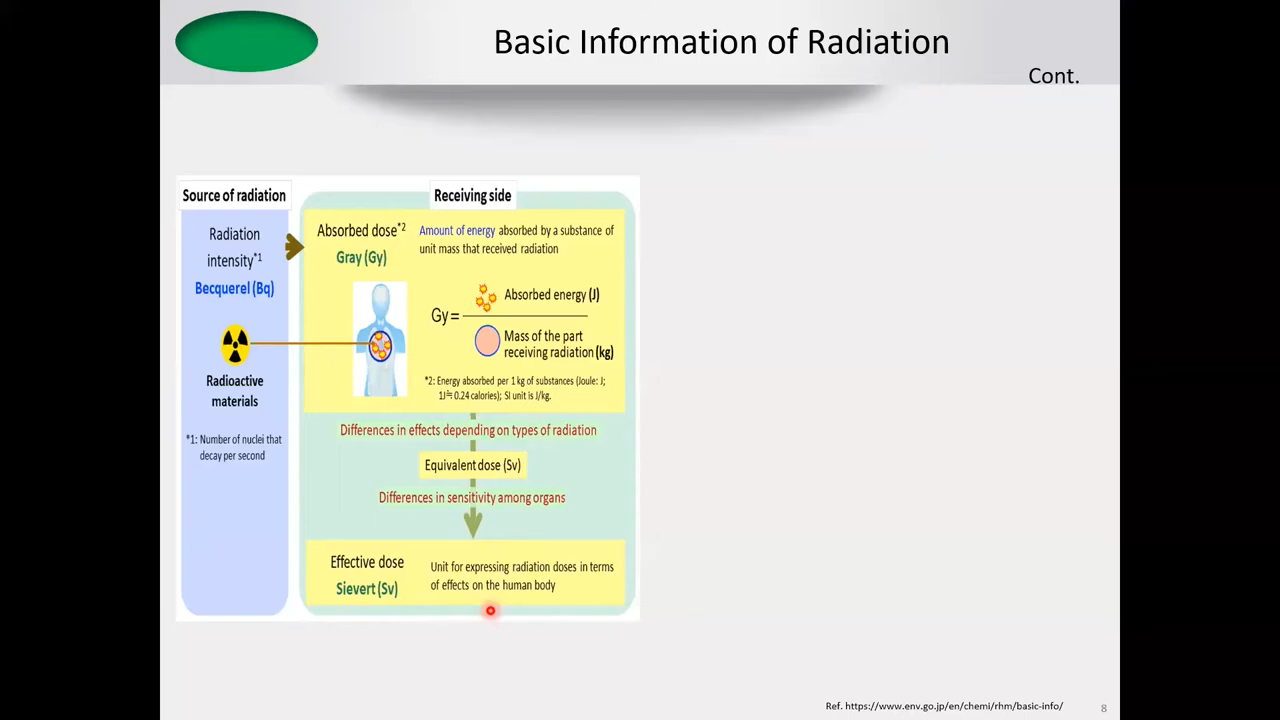 Basic Information of Radiation
Cont.
Source of radiation
Radiation
intensity*1
Becquerel (Bq)
Radioactive
materials
*1: Number of nuclei that
decay per second
Receiving side
Absorbed dose*2
Gray (Gy)
Amount of energy absorbed by a substance of
unit mass that received radiation
Gy =
Absorbed energy (J)
Mass of the part
receiving radiation (kg)
*2: Energy absorbed per 1 kg of substances (Joule: J;
1J≒0.24 calories); SI unit is J/kg.
Differences in effects depending on types of radiation
Equivalent dose (Sv)
Differences in sensitivity among organs
Effective dose
Sievert (Sv)
Unit for expressing radiation doses in terms
of effects on the human body
Ref. https://www.env.go.jp/en/chemi/rhm/basic-info/
8